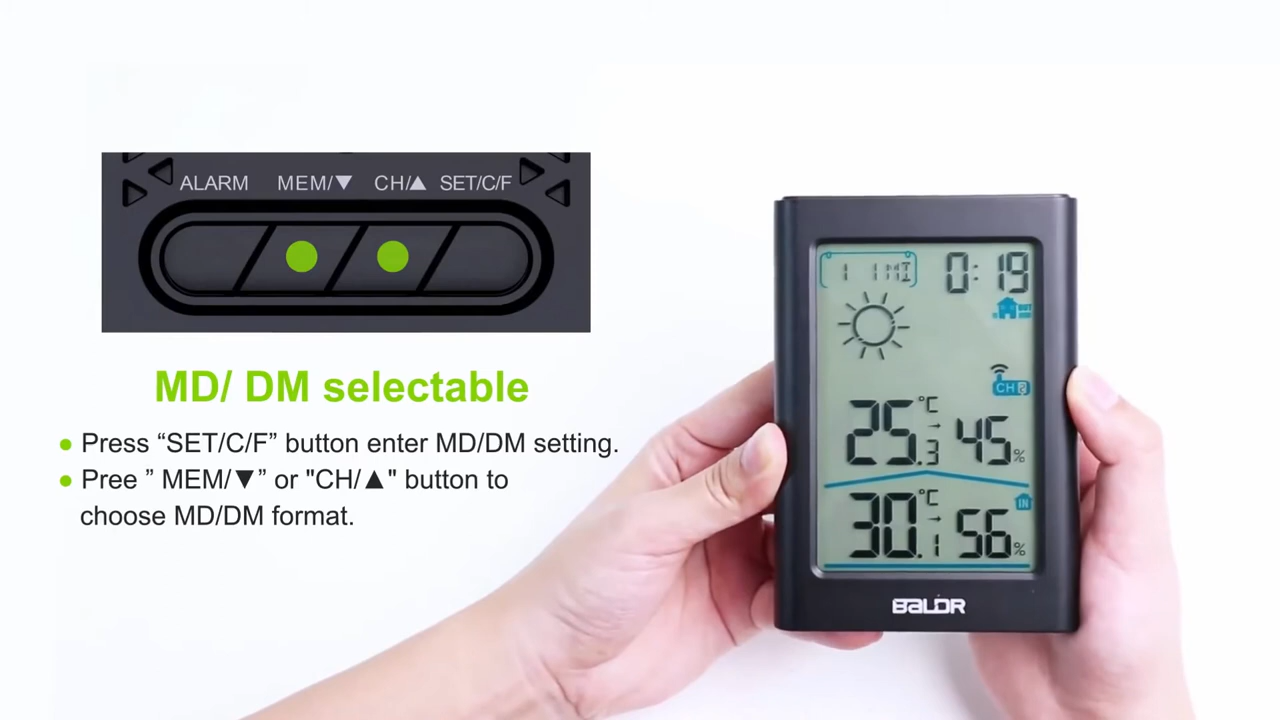 ALARM MEM/▼ CH/▲ SET/C/F
MD/ DM selectable
● Press “SET/C/F” button enter MD/DM setting.
● Pree ” MEM/▼” or "CH/▲" button to
choose MD/DM format.
0:19
CH 2
25.3 °C 45%
IN
30.1 °C 56%
BALDR